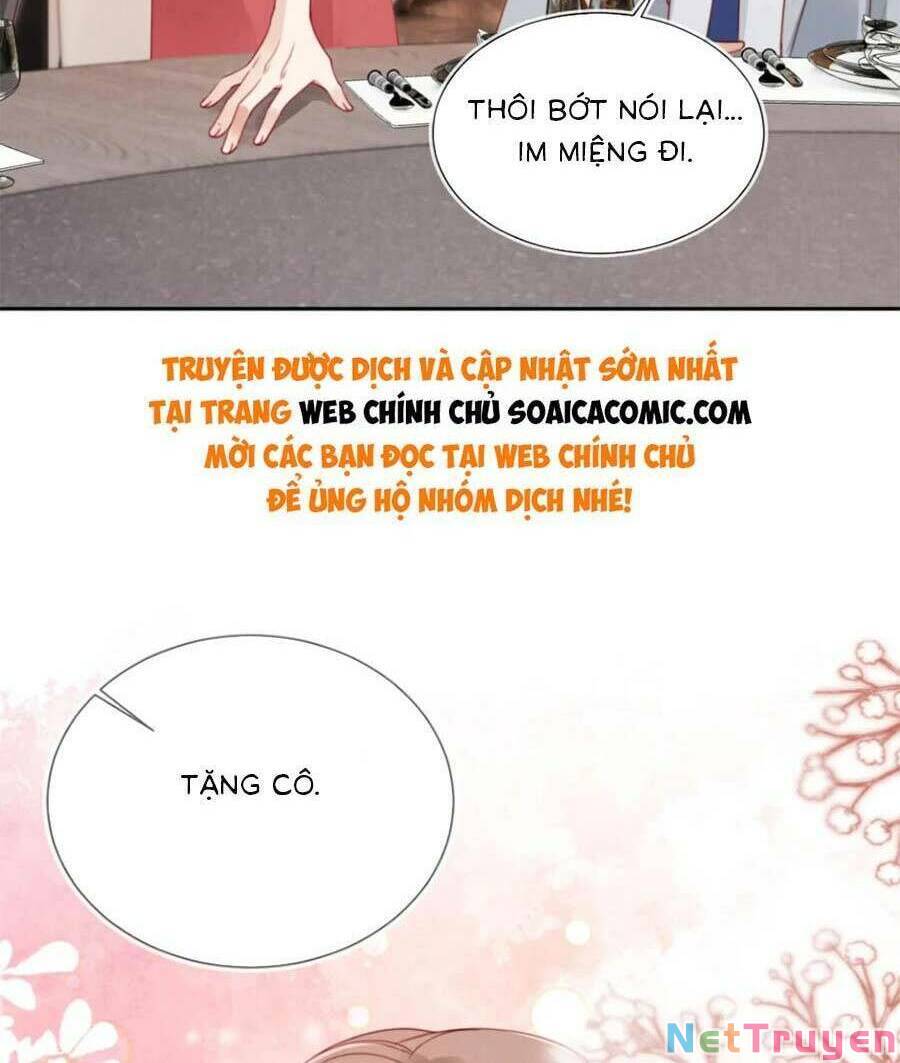 THÔI BỚT NÓI LẠI...
IM MIỆNG ĐI.
TRUYỆN ĐƯỢC DỊCH VÀ CẬP NHẬT SỚM NHẤT
TẠI TRANG WEB CHÍNH CHỦ SOAICACOMIC.COM
MỜI CÁC BẠN ĐỌC TẠI WEB CHÍNH CHỦ
ĐỂ ỦNG HỘ NHÓM DỊCH NHÉ!
TẶNG CÔ.
NetTruyen